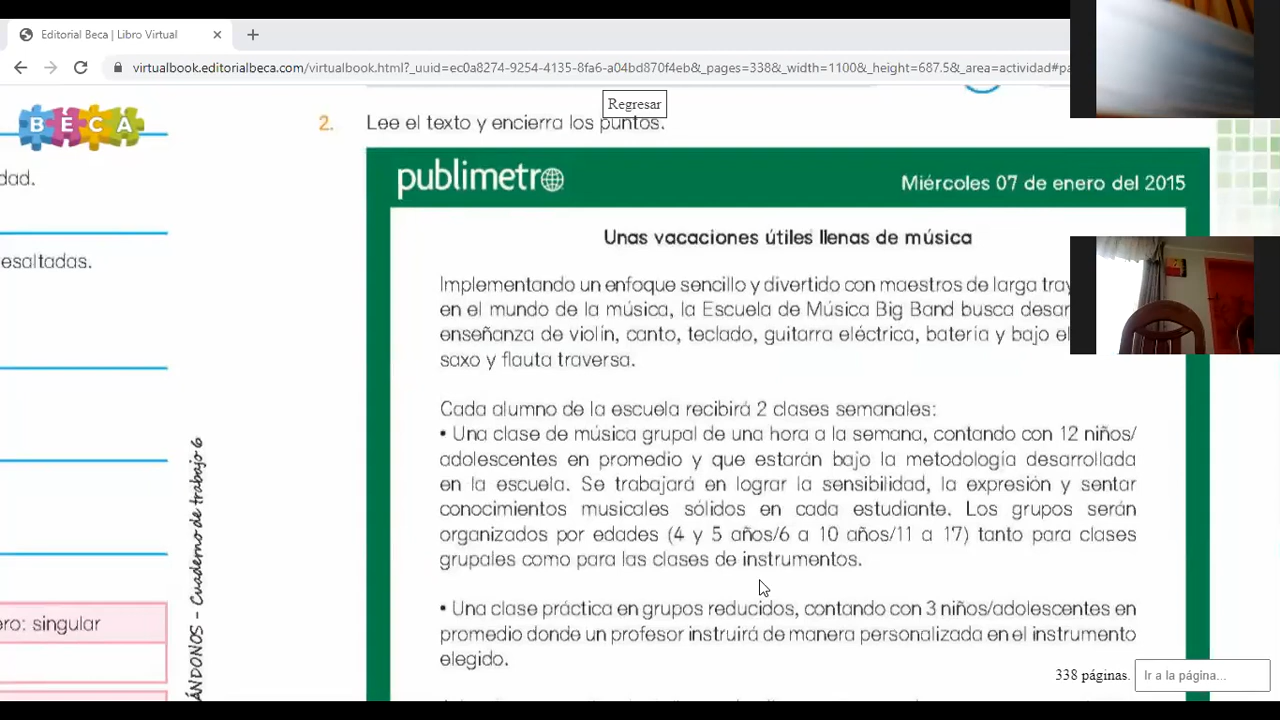 Editorial Beca | Libro Virtual
virtualbook.editorialbeca.com/virtualbook.html?_uuid=ec0a8274-9254-4135-8fa6-a04bd870f4eb&_pages=338&_width=1100&_height=687.5&_area=actividad#pa
Regresar
BECA
dad.
esaltadas.
ero: singular
ÁNDONOS - Cuaderno de trabajo 6
2. Lee el texto y encierra los puntos.
publimetro
Miércoles 07 de enero del 2015
Unas vacaciones útiles llenas de música
Implementando un enfoque sencillo y divertido con maestros de larga tray
en el mundo de la música, la Escuela de Música Big Band busca desar
enseñanza de violín, canto, teclado, guitarra eléctrica, batería y bajo el
saxo y flauta traversa.
Cada alumno de la escuela recibirá 2 clases semanales:
• Una clase de música grupal de una hora a la semana, contando con 12 niños/
adolescentes en promedio y que estarán bajo la metodología desarrollada
en la escuela. Se trabajará en lograr la sensibilidad, la expresión y sentar
conocimientos musicales sólidos en cada estudiante. Los grupos serán
organizados por edades (4 y 5 años/6 a 10 años/11 a 17) tanto para clases
grupales como para las clases de instrumentos.
• Una clase práctica en grupos reducidos, contando con 3 niños/adolescentes en
promedio donde un profesor instruirá de manera personalizada en el instrumento
elegido.
338 páginas.
Ir a la página...